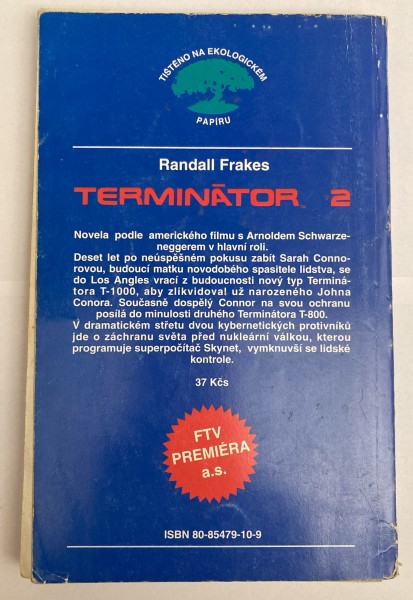 TIŠTĚNO NA EKOLOGICKÉM
PAPÍRU
Randall Frakes
TERMINÁTOR 2
Novela podle amerického filmu s Arnoldem Schwarze-
neggerem v hlavní roli.
Deset let po neúspěšném pokusu zabít Sarah Conno-
rovou, budoucí matku novodobého spasitele lidstva, se
do Los Angles vrací z budoucnosti nový typ Terminá-
tora T-1000, aby zlikvidoval už narozeného Johna
Conora. Současně dospělý Connor na svou ochranu
posílá do minulosti druhého Terminátora T-800.
V dramatickém střetu dvou kybernetických protivníků
jde o záchranu světa před nukleární válkou, kterou
programuje superpočítač Skynet, vymknuvší se lidské
kontrole.
37 Kčs
FTV
PREMIÉRA
a.s.
ISBN 80-85479-10-9